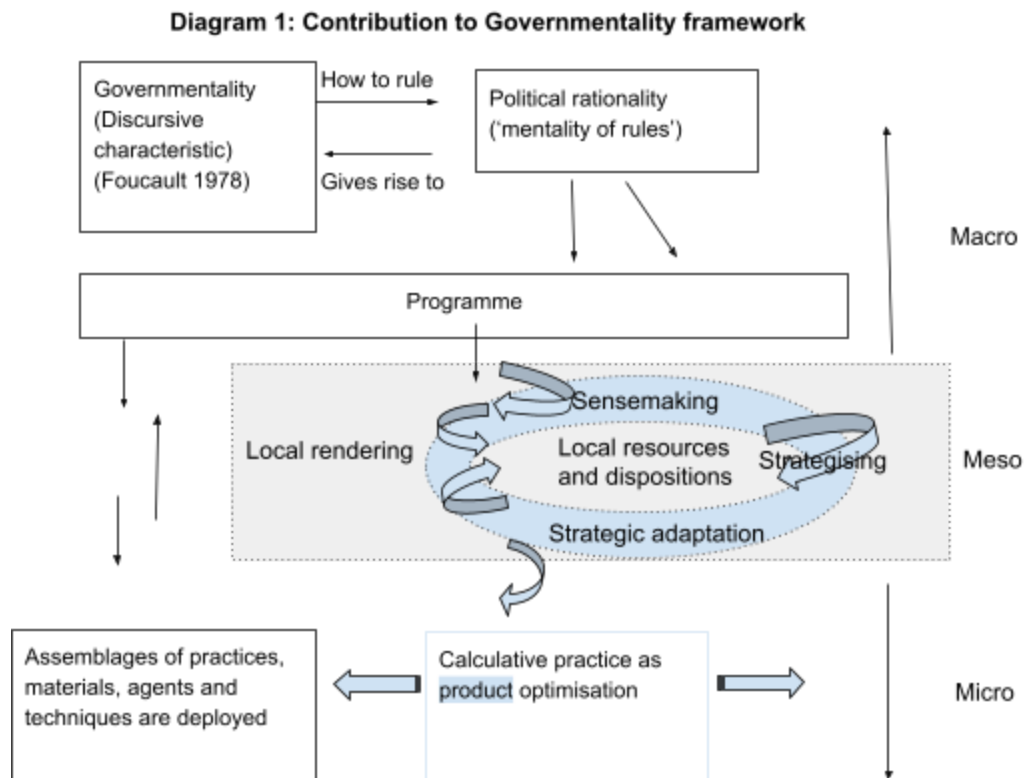 Diagram 1: Contribution to Governmentality framework
Governmentality
(Discursive
characteristic)
(Foucault 1978)
How to rule
Gives rise to
Political rationality
(‘mentality of rules’)
Macro
Programme
Local rendering
Sensemaking
Local resources
and dispositions
Strategising
Strategic adaptation
Meso
Assemblages of practices,
materials, agents and
techniques are deployed
Calculative practice as
product optimisation
Micro